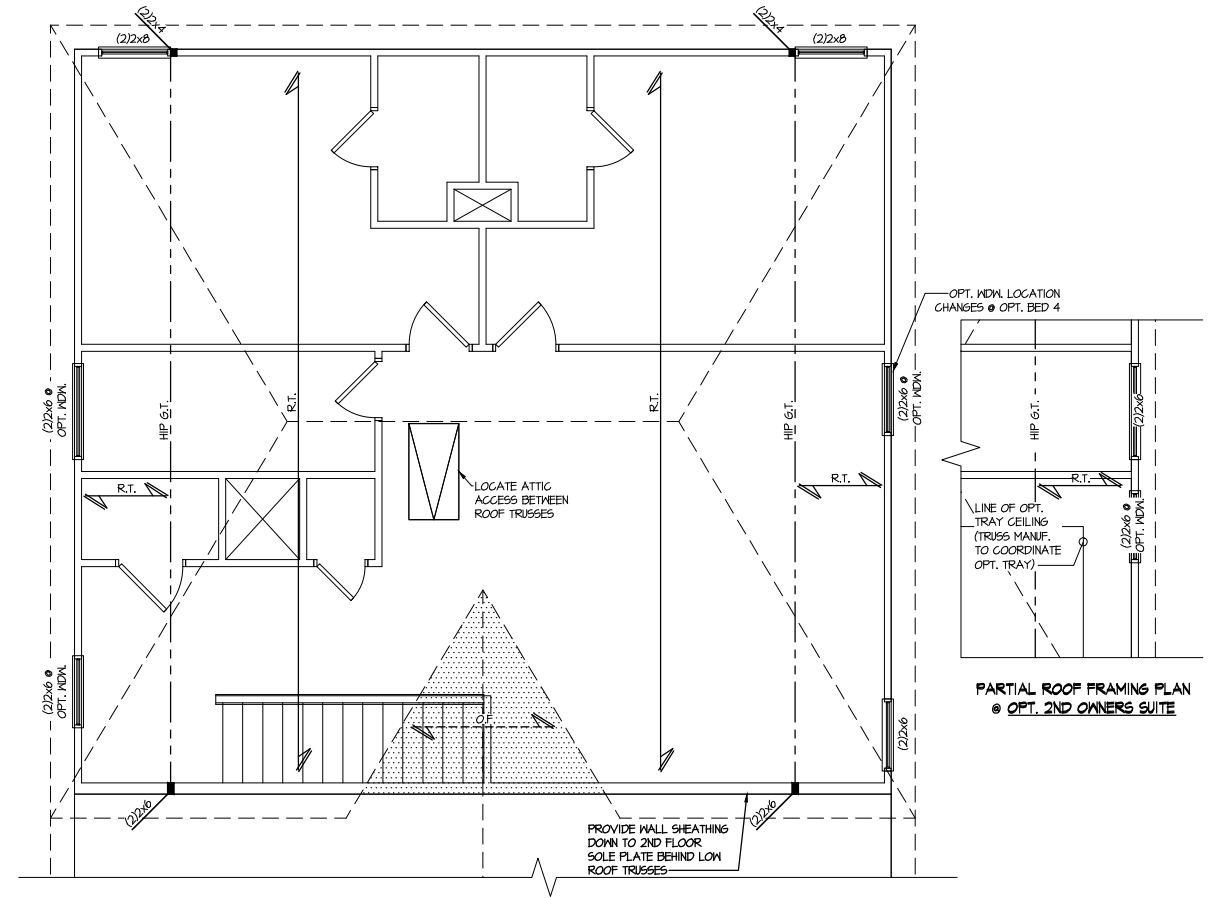 (2)2x4
(2)2x4
(2)2x8
(2)2x8
OPT. WDW. LOCATION
CHANGES @ OPT. BED 4
(2)2x6 @
OPT. WDW.
HIP G.T.
R.T.
R.T.
HIP G.T.
(2)2x6 @
OPT. WDW.
HIP G.T.
(2)2x6
R.T.
LOCATE ATTIC
ACCESS BETWEEN
ROOF TRUSSES
R.T.
R.T.
LINE OF OPT.
TRAY CEILING
(TRUSS MANUF.
TO COORDINATE
OPT. TRAY)
(2)2x6 @
OPT. WDW.
(2)2x6 @
OPT. WDW.
O.F.
(2)2x6
PARTIAL ROOF FRAMING PLAN
@ OPT. 2ND OWNERS SUITE
(2)2x6
(2)2x6
PROVIDE WALL SHEATHING
DOWN TO 2ND FLOOR
SOLE PLATE BEHIND LOW
ROOF TRUSSES